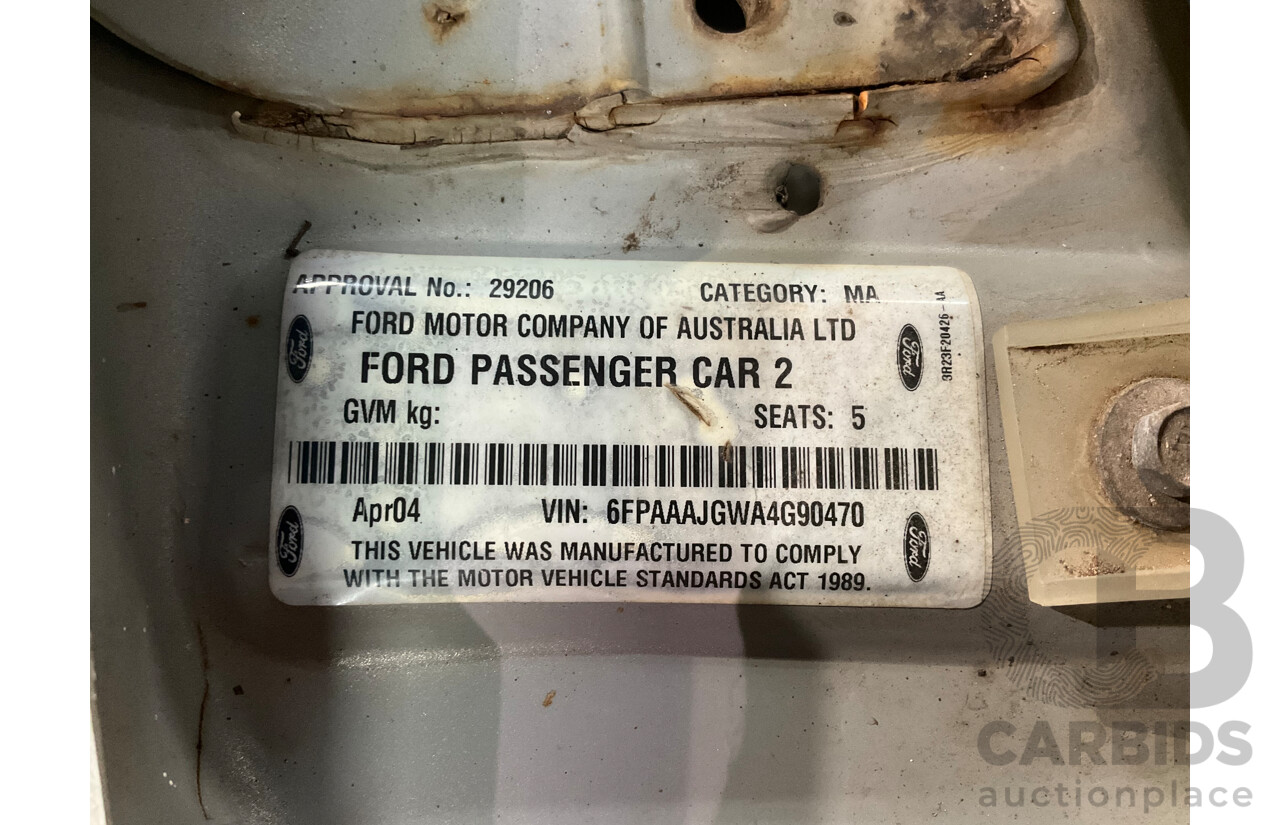 APPROVAL No.: 29206 CATEGORY: MA
FORD MOTOR COMPANY OF AUSTRALIA LTD
Ford
FORD PASSENGER CAR 2
Ford
3R23F20426-AA
GVM kg: SEATS: 5
Apr04 VIN: 6FPAAAJGWA4G90470
Ford
THIS VEHICLE WAS MANUFACTURED TO COMPLY
WITH THE MOTOR VEHICLE STANDARDS ACT 1989.
Ford
B
CARBIDS
auctionplace